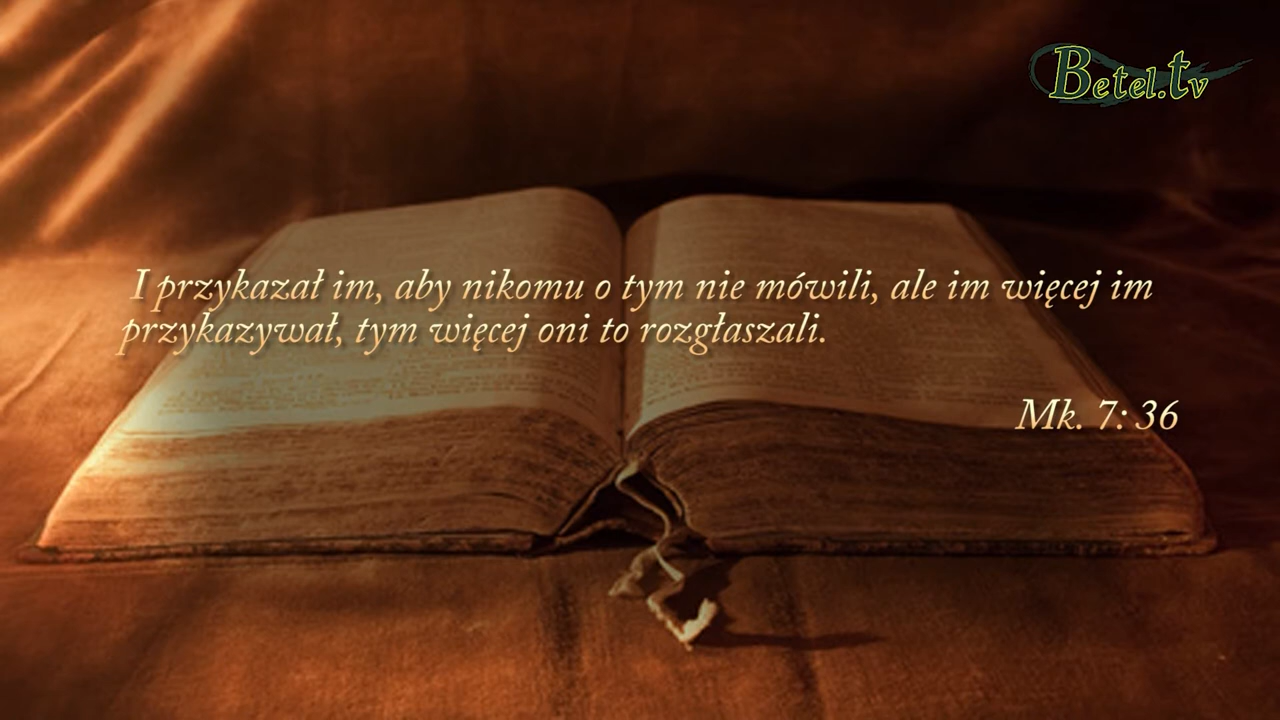 Betel.tv
I przykazał im, aby nikomu o tym nie mówili, ale im więcej im
przykazywał, tym więcej oni to rozgłaszali.
Mk. 7: 36